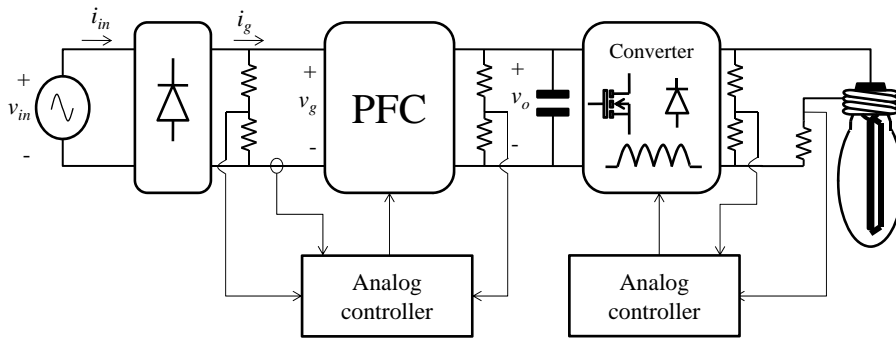 i_in
i_g
+
v_in
-
+
v_g
-
PFC
+
v_o
-
Converter
Analog
controller
Analog
controller